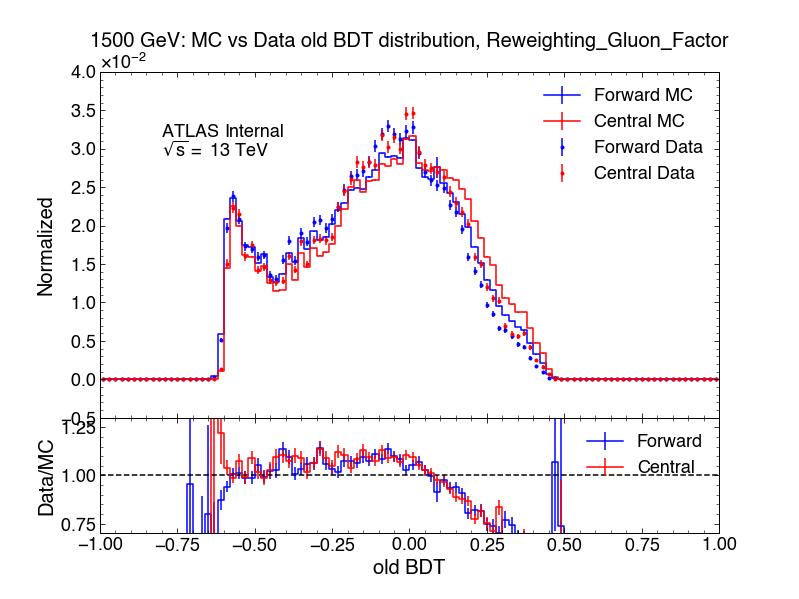 1500 GeV: MC vs Data old BDT distribution, Reweighting_Gluon_Factor
×10⁻²
4.0
3.5
3.0
2.5
2.0
1.5
1.0
0.5
0.0
−0.5
Normalized
ATLAS Internal
√s = 13 TeV
Forward MC
Central MC
Forward Data
Central Data
1.25
1.00
0.75
Data/MC
Forward
Central
−1.00 −0.75 −0.50 −0.25 0.00 0.25 0.50 0.75 1.00
old BDT